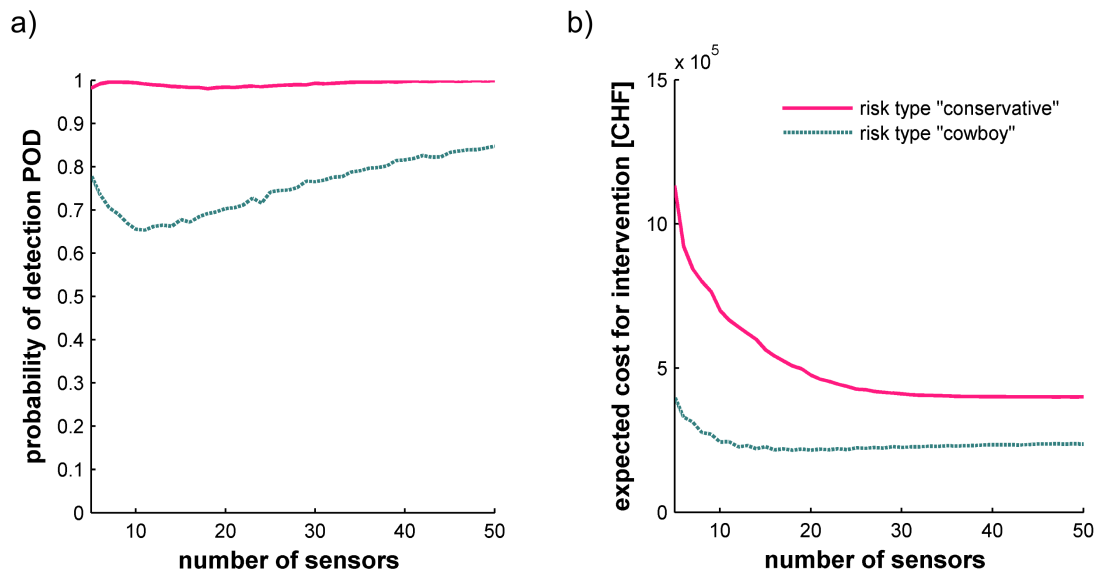 a)
probability of detection POD
1
0.9
0.8
0.7
0.6
0.5
0.4
0.3
0.2
0.1
0
10
20
30
40
50
number of sensors
b)
x 10^5
expected cost for intervention [CHF]
15
10
5
0
risk type "conservative"
risk type "cowboy"
10
20
30
40
50
number of sensors